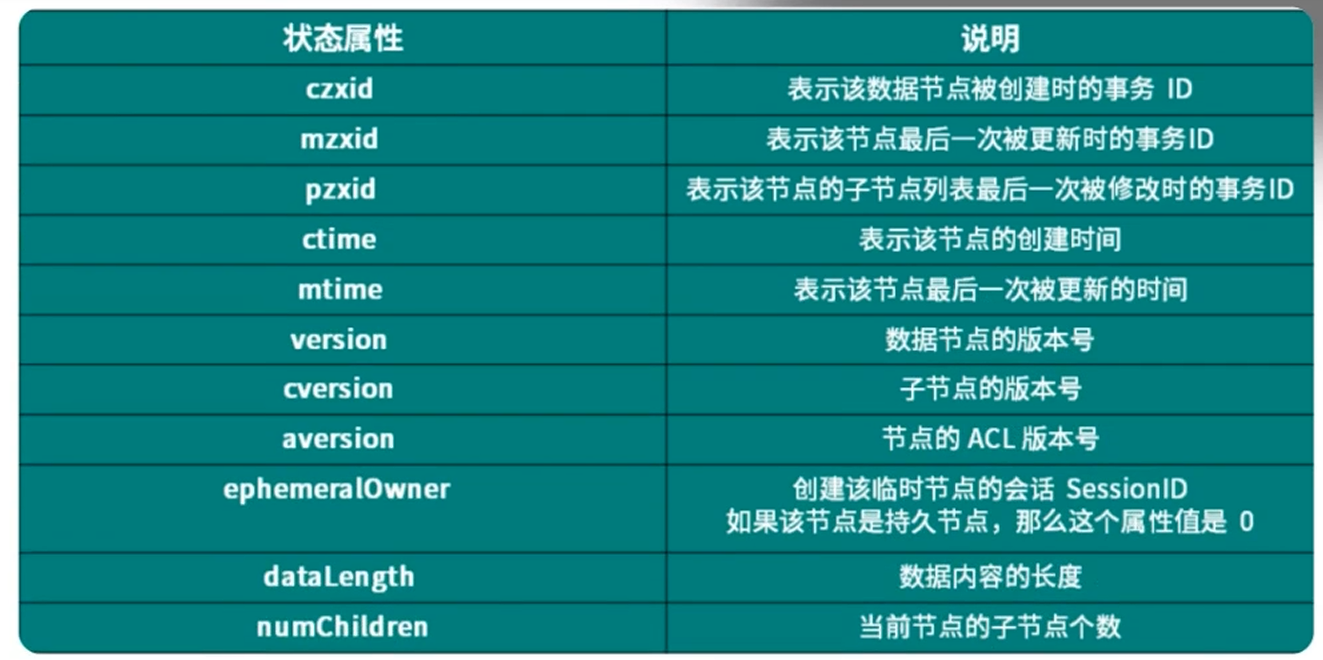 状态属性 说明
czxid 表示该数据节点被创建时的事务 ID
mzxid 表示该节点最后一次被更新时的事务ID
pzxid 表示该节点的子节点列表最后一次被修改时的事务ID
ctime 表示该节点的创建时间
mtime 表示该节点最后一次被更新的时间
version 数据节点的版本号
cversion 子节点的版本号
aversion 节点的 ACL 版本号
ephemeralOwner 创建该临时节点的会话 SessionID
如果该节点是持久节点，那么这个属性值是 0
dataLength 数据内容的长度
numChildren 当前节点的子节点个数